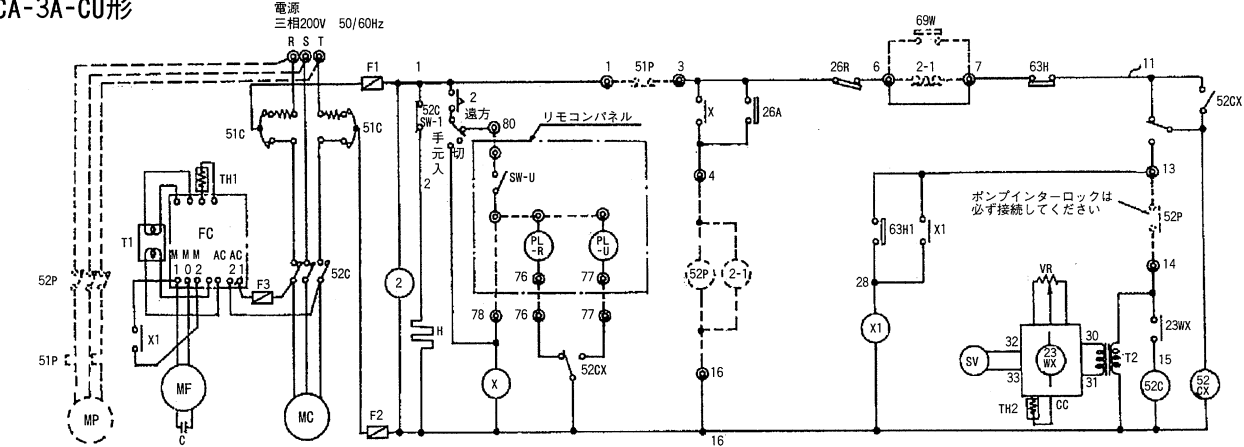 CA-3A-CU形
電源
三相200V 50/60Hz
R S T
F1
1
1
51P
3
26R
6
69W
2-1
7
63H
11
52CX
51C
51C
52C
SW-1
2
遠方
手元入
切
80
リモコンパネル
X
26A
2
TH1
SW-U
4
13
ポンプインターロックは
必ず接続してください
52P
FC
T1
M M M AC AC
1 0 2 2 1
PL
-R
PL
-U
63H1
X1
52P
52C
F3
2
76
77
52P
2-1
28
14
VR
X1
H
78
76
77
X1
23WX
51P
52CX
30
T2
32
23
WX
SV
33
31
15
MF
X
16
52C
52
CX
MP
MC
TH2
CC
C
F2
16